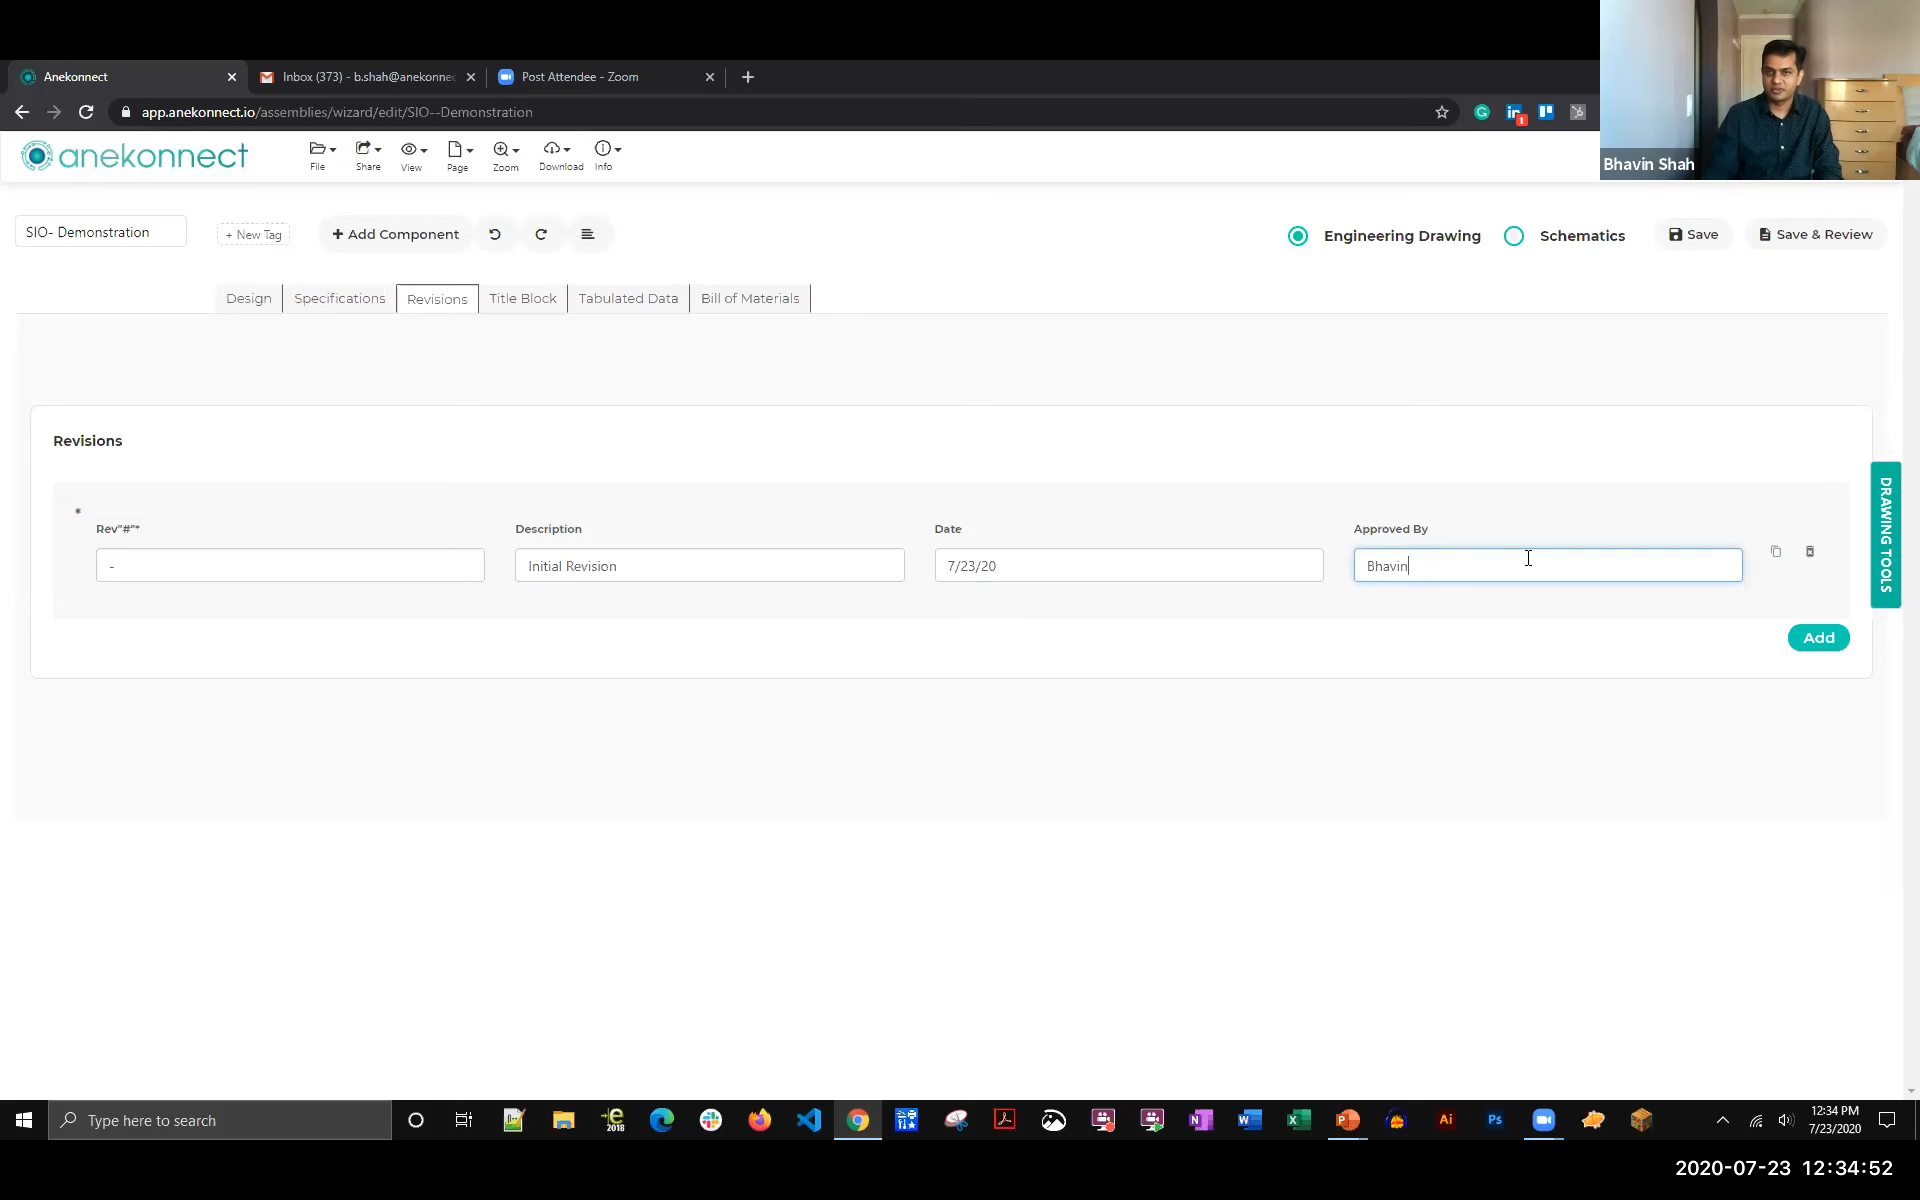 Anekonnect
Inbox (373) - b.shah@anekonnec
Post Attendee - Zoom
app.anekonnect.io/assemblies/wizard/edit/SIO--Demonstration
Bhavin Shah
anekonnect
File
Share
View
Page
Zoom
Download
Info
SIO- Demonstration
+ New Tag
+ Add Component
Engineering Drawing
Schematics
Save
Save & Review
Design
Specifications
Revisions
Title Block
Tabulated Data
Bill of Materials
Revisions
*
Rev"#"*
Description
Date
Approved By
-
Initial Revision
7/23/20
Bhavin
DRAWING TOOLS
Add
Type here to search
12:34 PM
7/23/2020
2020-07-23 12:34:52